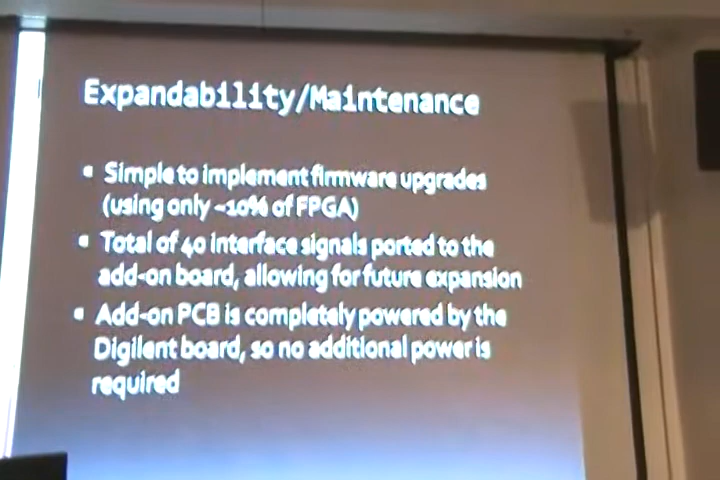 Expandability/Maintenance
▪ Simple to implement firmware upgrades
(using only ~10% of FPGA)
▪ Total of 40 interface signals ported to the
add-on board, allowing for future expansion
▪ Add-on PCB is completely powered by the
Digilent board, so no additional power is
required